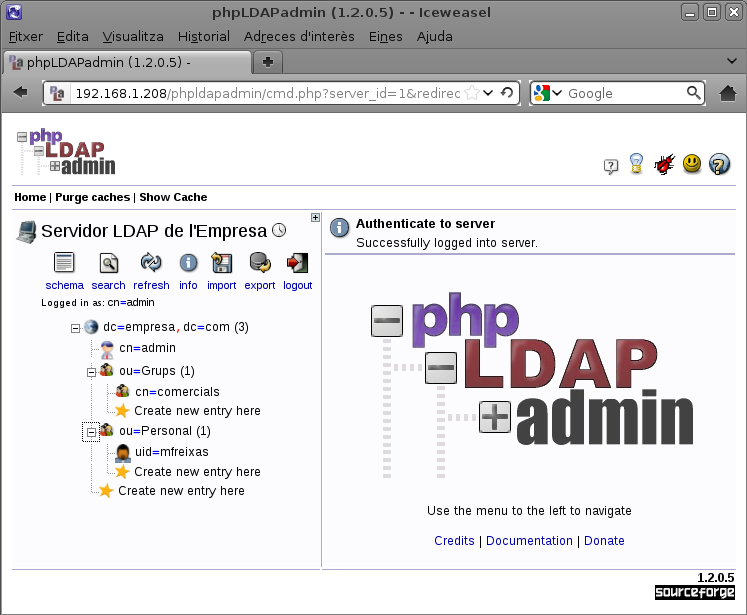 phpLDAPadmin (1.2.0.5) - - Iceweasel
Fitxer Edita Visualitza Historial Adreces d'interès Eines Ajuda
phpLDAPadmin (1.2.0.5) -
192.168.1.208/phpldapadmin/cmd.php?server_id=1&redirec Google
php
LDAP
admin
Home | Purge caches | Show Cache
Servidor LDAP de l'Empresa
schema search refresh info import export logout
Logged in as: cn=admin
dc=empresa,dc=com (3)
cn=admin
ou=Grups (1)
cn=comercials
Create new entry here
ou=Personal (1)
uid=mfreixas
Create new entry here
Create new entry here
Authenticate to server
Successfully logged into server.
php
LDAP
admin
Use the menu to the left to navigate
Credits | Documentation | Donate
1.2.0.5
sourceforge